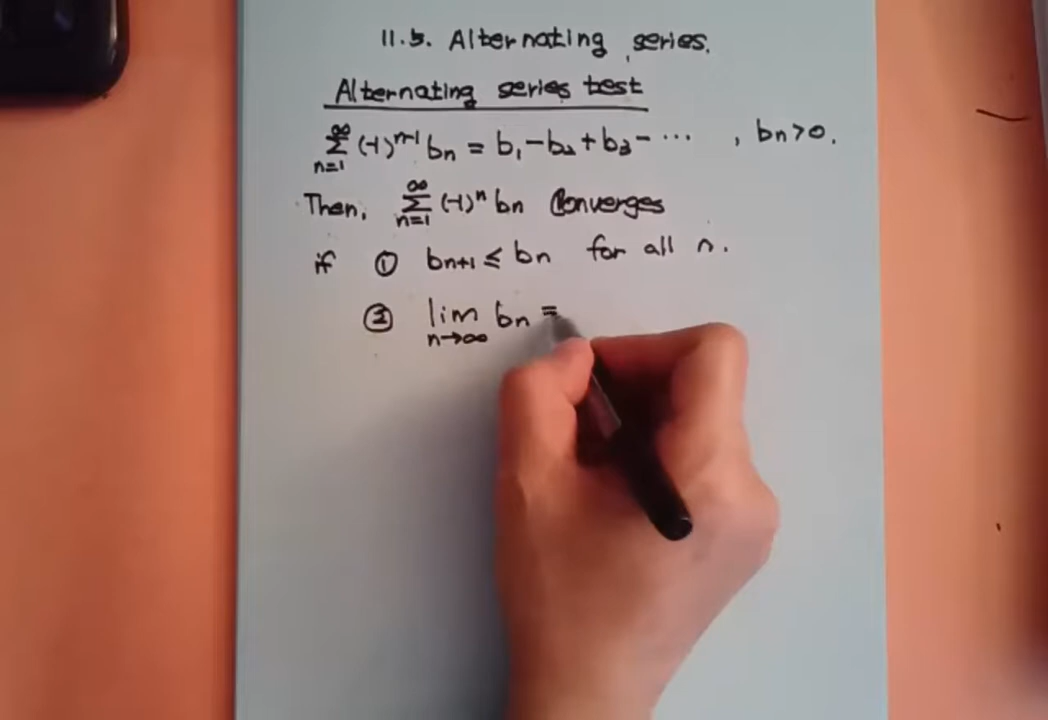 11.5. Alternating series.
Alternating series test
∞∑n=1 (-1)^n-1 bn = b1 - b2 + b3 - ... , bn > 0.
Then, ∞∑n=1 (-1)^n bn Converges
if ① bn+1 ≤ bn for all n.
② lim n→∞ bn =